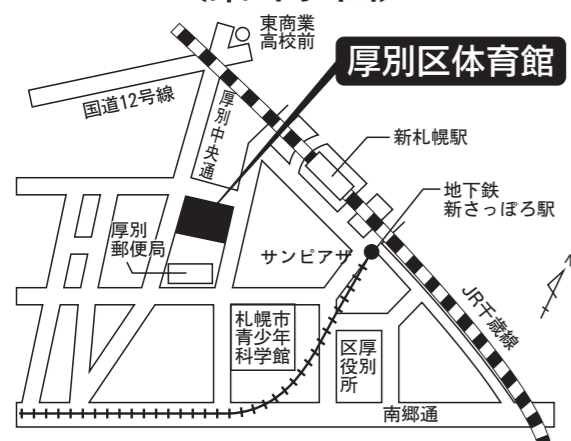 東商業
高校前
厚別区体育館
国道12号線
厚別中央通
新札幌駅
地下鉄
新さっぽろ駅
厚別
郵便局
サンピアザ
N
JR千歳線
札幌市
青少年
科学館
厚別
区役所
南郷通